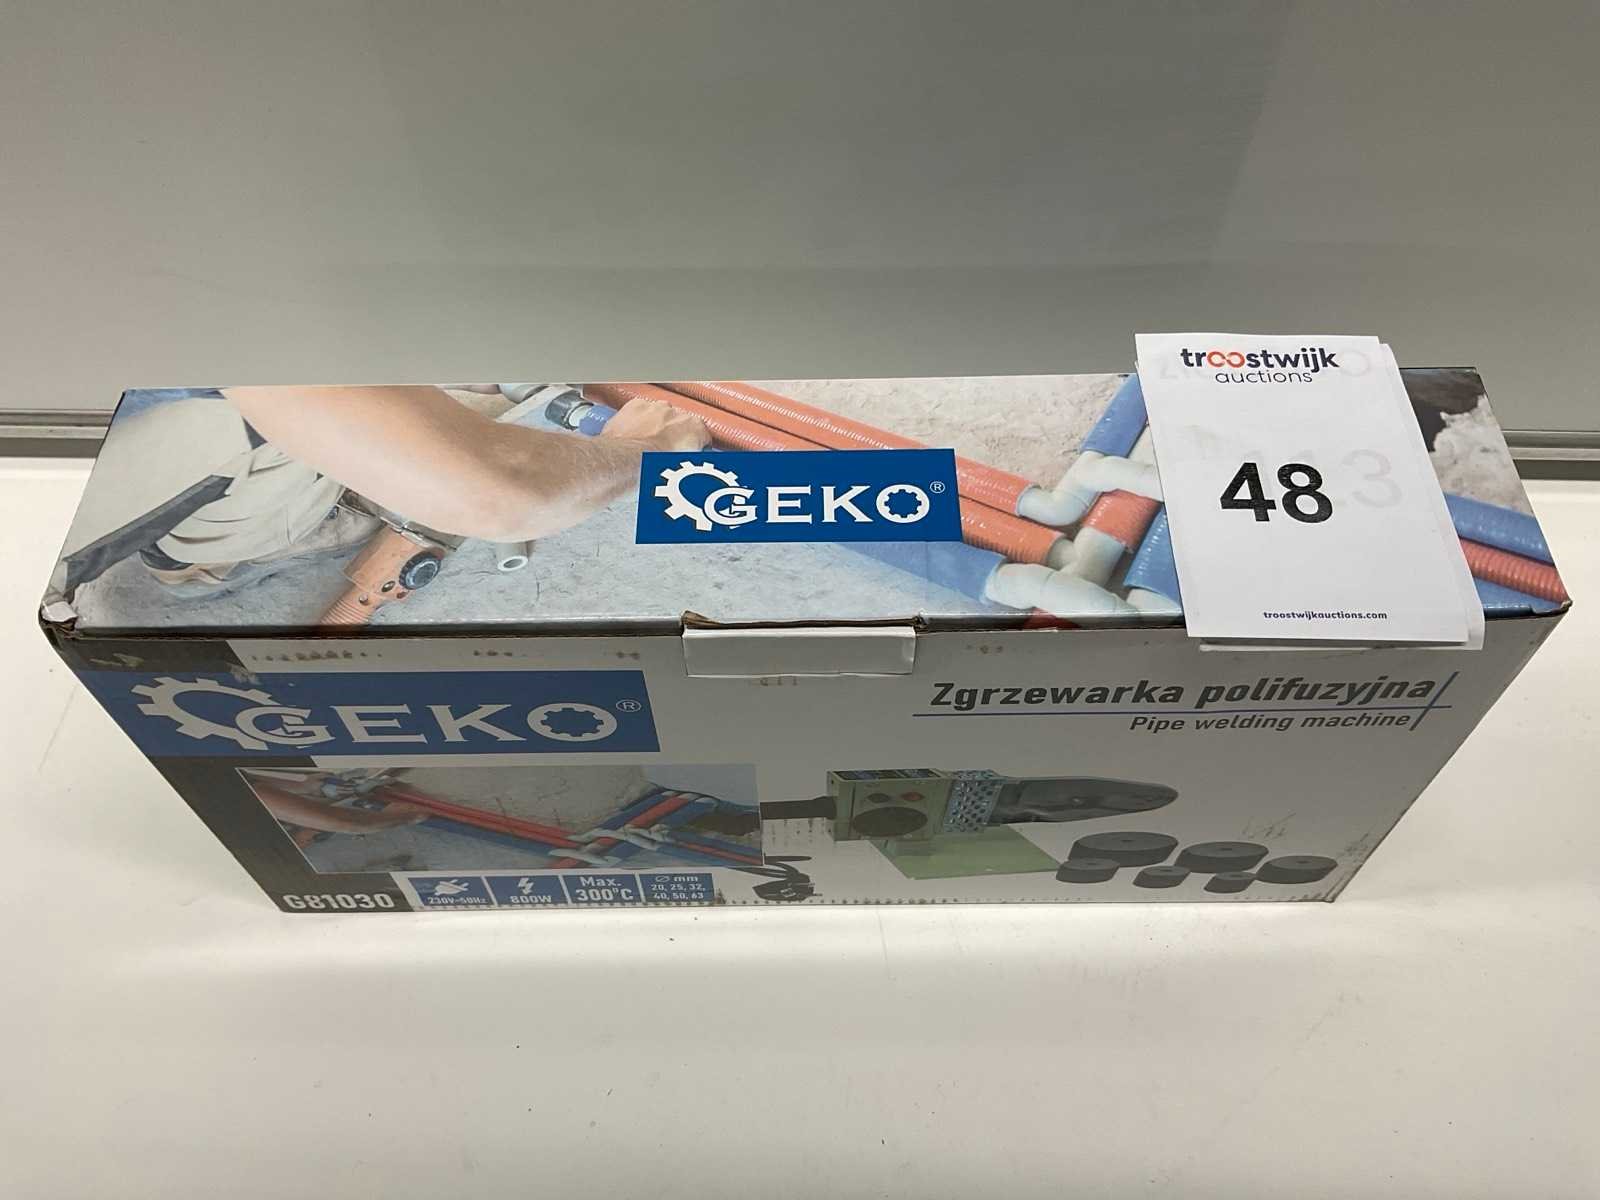 troostwijk
auctions
48
troostwijkauctions.com
GEKO®
GEKO®
Zgrzewarka polifuzyjna
Pipe welding machine
G81030
230V~50Hz
800W
Max.
300°C
Ø mm
20, 25, 32,
40, 50, 63